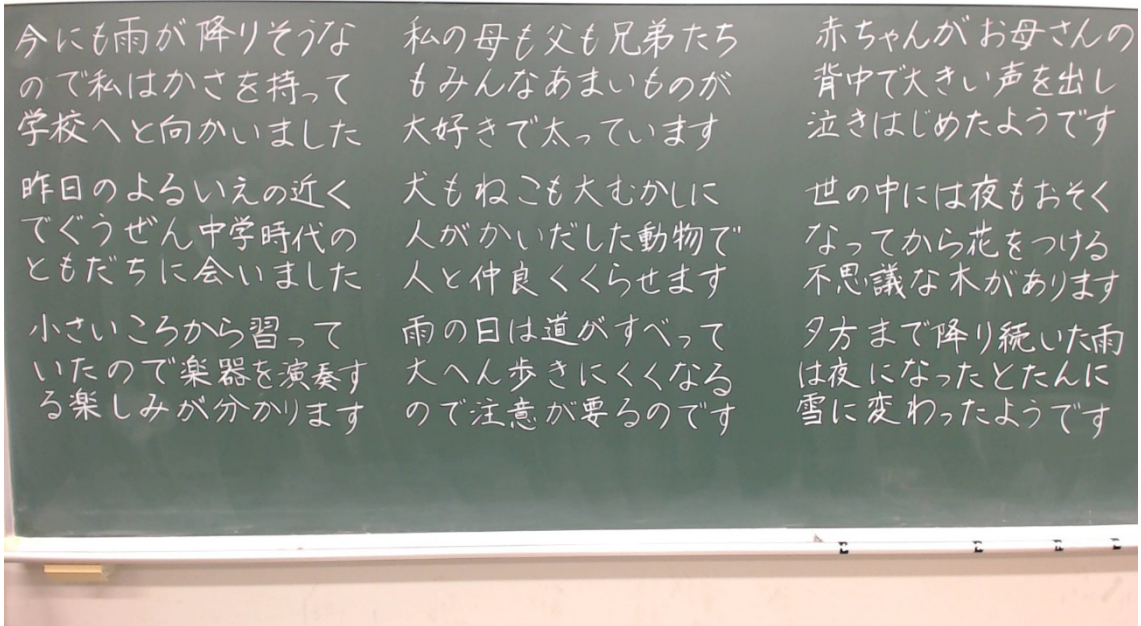 今にも雨が降りそうな
ので私はかさを持って
学校へと向かいました
昨日のよるいえの近く
でぐうぜん中学時代の
ともだちに会いました
小さいころから習って
いたので楽器を演奏す
る楽しみが分かります
私の母も父も兄弟たち
もみんなあまいものが
大好きで太っています
犬もねこも大むかしに
人がかいだした動物で
人と仲良くくらせます
雨の日は道がすべって
大へん歩きにくくなる
ので注意が要るのです
赤ちゃんがお母さんの
背中で大きい声を出し
泣きはじめたようです
世の中には夜もおそく
なってから花をつける
不思議な木があります
夕方まで降り続いた雨
は夜になったとたんに
雪に変わったようです